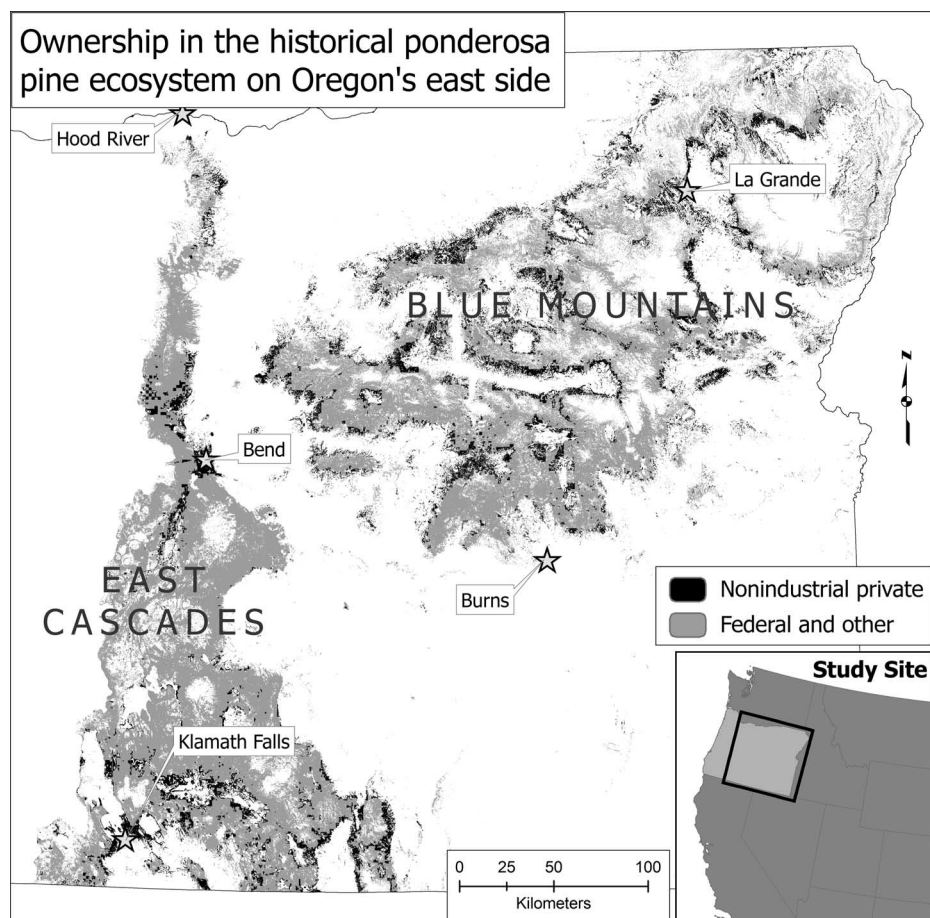 Ownership in the historical ponderosa
pine ecosystem on Oregon's east side
Hood River
La Grande
BLUE MOUNTAINS
N
Bend
EAST
CASCADES
Burns
Nonindustrial private
Federal and other
Study Site
Klamath Falls
0 25 50 100
Kilometers